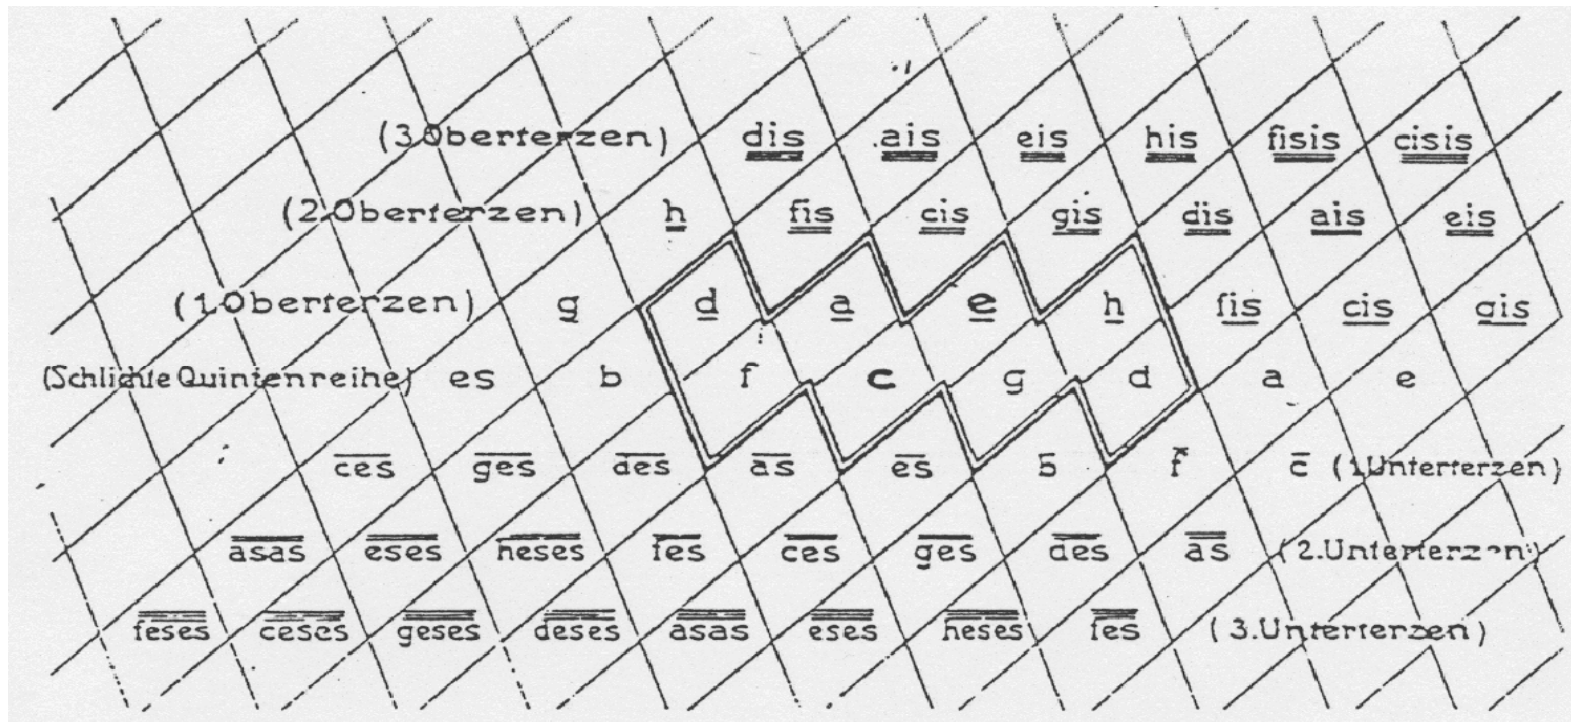 (3.Oberterzen) dis ais eis his fisis cisis
(2.Oberterzen) h fis cis gis dis ais eis
(1.Oberterzen) g d a e h fis cis gis
(Schlichte Quintenreihe) es b f c g d a e
ces ges des as es b f c (1.Unterterzen)
asas eses heses fes ces ges des as (2.Unterterzen)
feses ceses geses deses asas eses heses fes (3.Unterterzen)